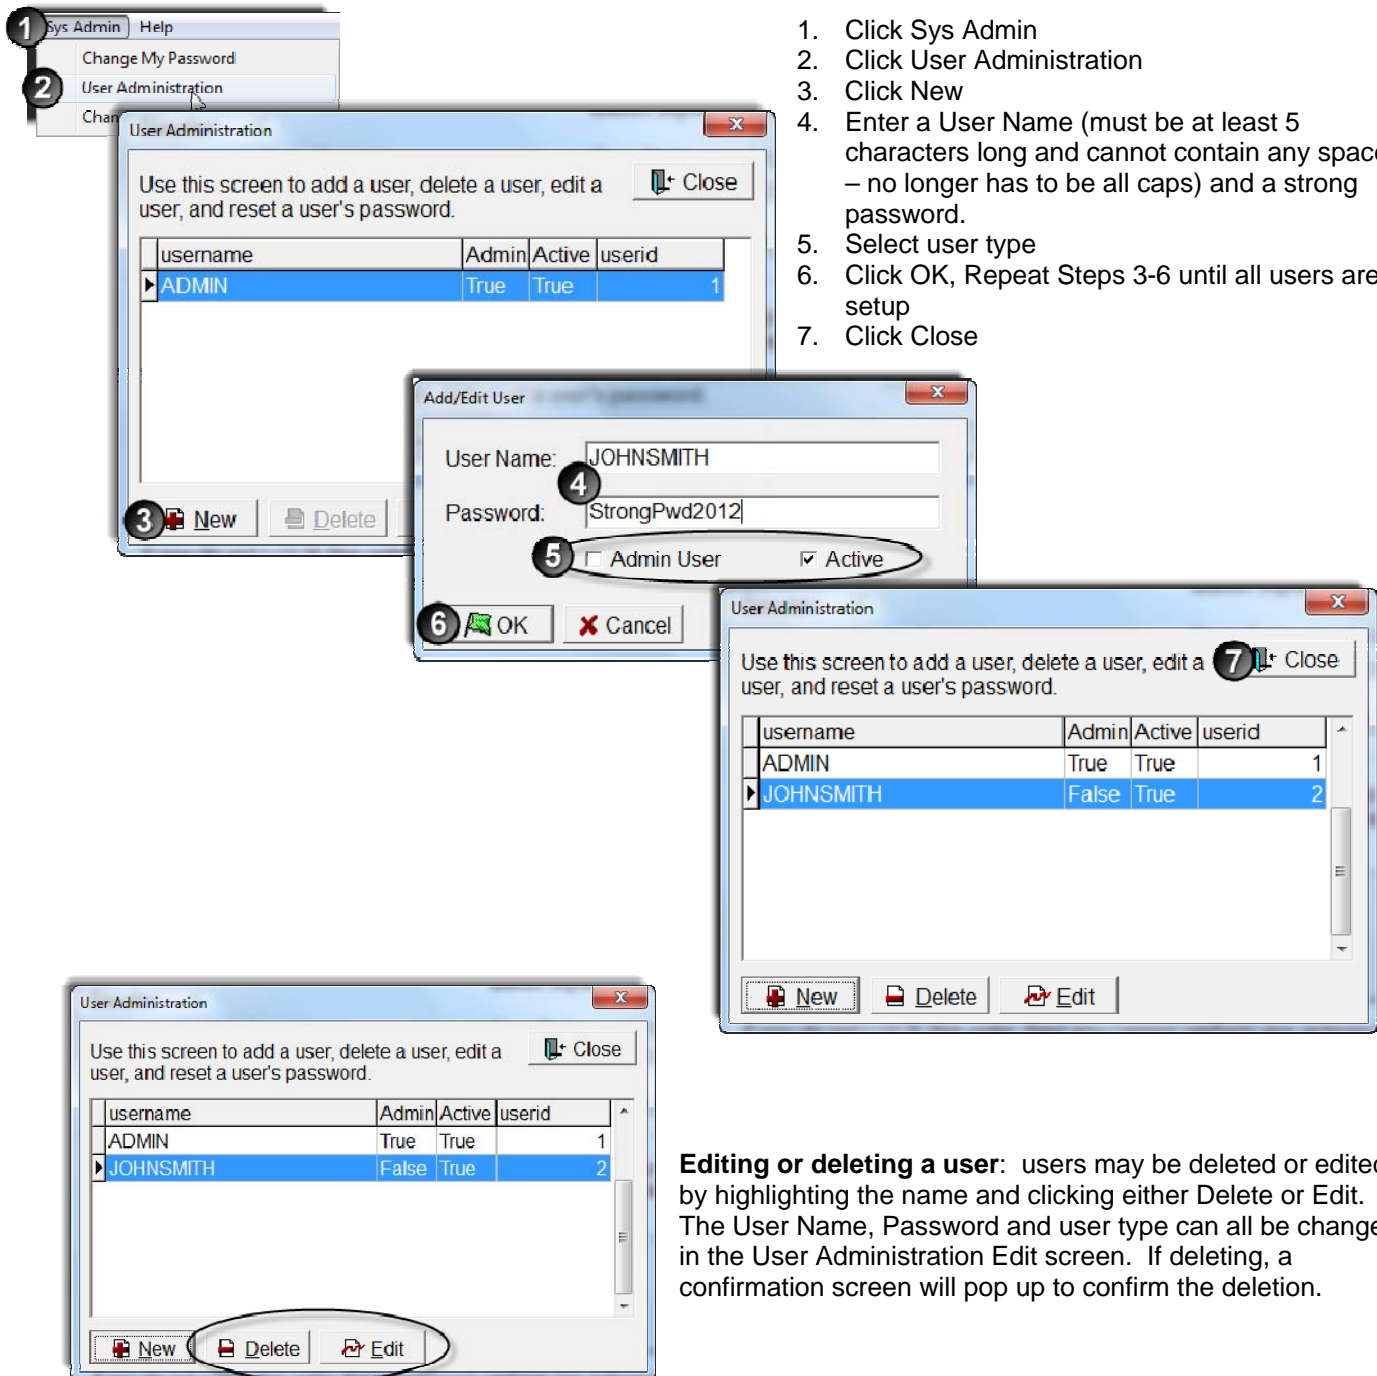 1 Sys Admin Help
Change My Password
2 User Administration
Chan
User Administration
Use this screen to add a user, delete a user, edit a
user, and reset a user's password.
Close
username Admin Active userid
ADMIN True True 1
3 New Delete
1. Click Sys Admin
2. Click User Administration
3. Click New
4. Enter a User Name (must be at least 5
characters long and cannot contain any space
– no longer has to be all caps) and a strong
password.
5. Select user type
6. Click OK, Repeat Steps 3-6 until all users are
setup
7. Click Close
Add/Edit User
User Name: JOHNSMITH
4
Password: StrongPwd2012
5 Admin User Active
6 OK Cancel
User Administration
Use this screen to add a user, delete a user, edit a
user, and reset a user's password.
7 Close
username Admin Active userid
ADMIN True True 1
JOHNSMITH False True 2
New Delete Edit
User Administration
Use this screen to add a user, delete a user, edit a
user, and reset a user's password.
Close
username Admin Active userid
ADMIN True True 1
JOHNSMITH False True 2
New Delete Edit
Editing or deleting a user: users may be deleted or edited
by highlighting the name and clicking either Delete or Edit.
The User Name, Password and user type can all be change
in the User Administration Edit screen. If deleting, a
confirmation screen will pop up to confirm the deletion.